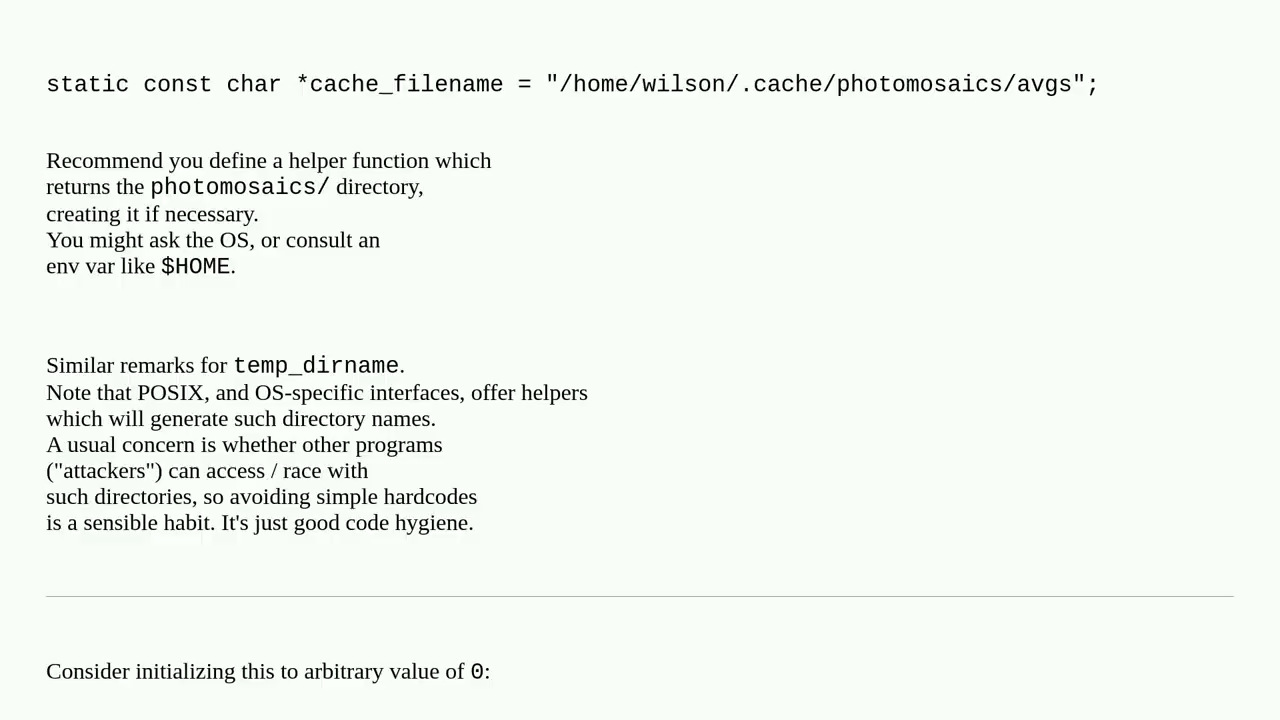 static const char *cache_filename = "/home/wilson/.cache/photomosaics/avgs";
Recommend you define a helper function which
returns the photomosaics/ directory,
creating it if necessary.
You might ask the OS, or consult an
env var like $HOME.
Similar remarks for temp_dirname.
Note that POSIX, and OS-specific interfaces, offer helpers
which will generate such directory names.
A usual concern is whether other programs
("attackers") can access / race with
such directories, so avoiding simple hardcodes
is a sensible habit. It's just good code hygiene.
Consider initializing this to arbitrary value of 0: